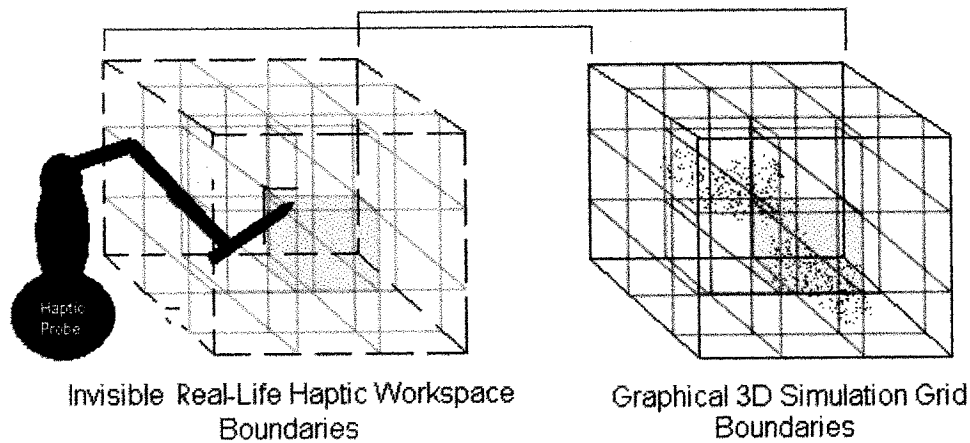 Haptic
Probe
Invisible Real-Life Haptic Workspace
Boundaries
Graphical 3D Simulation Grid
Boundaries